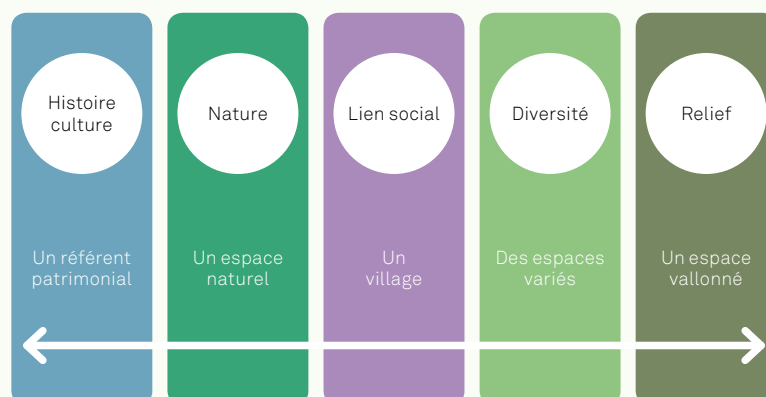 Histoire
culture
Nature
Lien social
Diversité
Relief
Un référent
patrimonial
Un espace
naturel
Un
village
Des espaces
variés
Un espace
vallonné